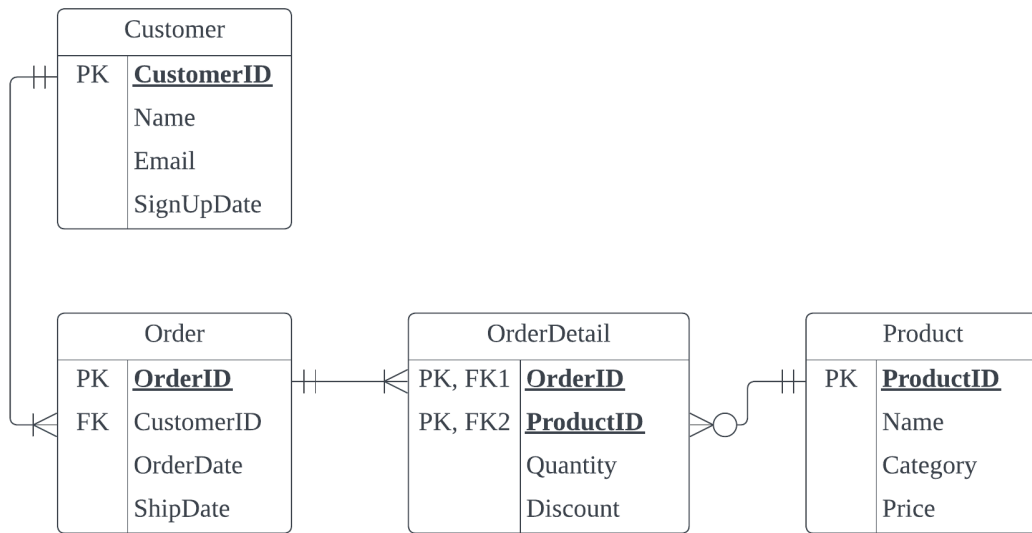 Customer
PK CustomerID
Name
Email
SignUpDate
Order
PK OrderID
FK CustomerID
OrderDate
ShipDate
OrderDetail
PK, FK1 OrderID
PK, FK2 ProductID
Quantity
Discount
Product
PK ProductID
Name
Category
Price